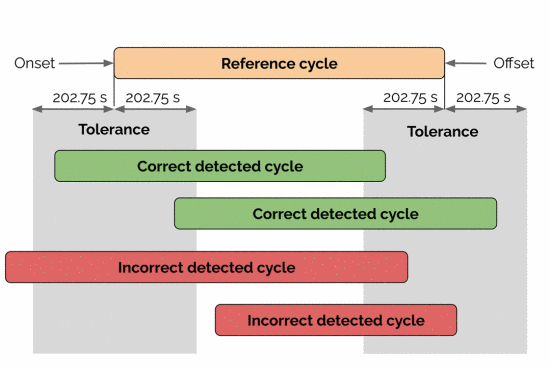 Reference cycle
Onset
Offset
202.75 s 202.75 s
202.75 s 202.75 s
Tolerance
Tolerance
Correct detected cycle
Correct detected cycle
Incorrect detected cycle
Incorrect detected cycle